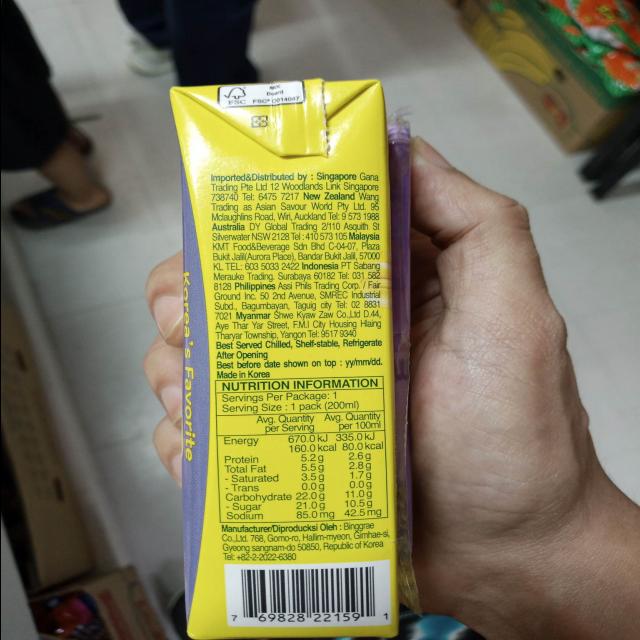 MIX
Board
FSC FSC® C014047
Imported&Distributed by : Singapore Gana
Trading Pte Ltd 12 Woodlands Link Singapore
738740 Tel: 6475 7217 New Zealand Wang
Trading as Asian Savour World Pty Ltd. 95
Mclaughlins Road, Wiri, Auckland Tel: 9 573 1988
Australia DY Global Trading 2/110 Asquith St
Silverwater NSW 2128 Tel : 410 573 105 Malaysia
KMT Food&Beverage Sdn Bhd C-04-07, Plaza
Bukit Jalil(Aurora Place), Bandar Bukit Jalil, 57000
KL TEL: 603 5033 2422 Indonesia PT Sabang
Merauke Trading. Surabaya 60182 Tel: 031 582
8128 Philippines Assi Phils Trading Corp. / Fair
Ground Inc. 50 2nd Avenue, SMREC Industrial
Subd., Bagumbayan, Taguig city Tel: 02 8831
7021 Myanmar Shwe Kyaw Zaw Co.,Ltd D.44,
Aye Thar Yar Street, F.M.I City Housing Hlaing
Tharyar Township, Yangon Tel: 9517 9340
Best Served Chilled, Shelf-stable, Refrigerate
After Opening
Best before date shown on top : yy/mm/dd.
Made in Korea
NUTRITION INFORMATION
Servings Per Package: 1
Serving Size : 1 pack (200ml)
Avg. Quantity Avg. Quantity
per Serving per 100ml
Energy 670.0 kJ 335.0 kJ
160.0 kcal 80.0 kcal
Protein 5.2 g 2.6 g
Total Fat 5.5 g 2.8 g
- Saturated 3.5 g 1.7 g
- Trans 0.0 g 0.0 g
Carbohydrate 22.0 g 11.0 g
- Sugar 21.0 g 10.5 g
Sodium 85.0 mg 42.5 mg
Manufacturer/Diproducksi Oleh : Binggrae
Co.,Ltd. 768, Gomo-ro, Hallim-myeon, Gimhae-si,
Gyeong sangnam-do 50850, Republic of Korea
Tel: +82-2-2022-6380
7 69828 22159 1
Korea's Favorite